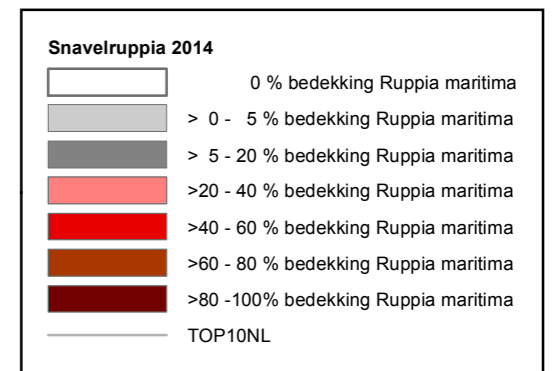 Snavelruppia 2014
0 % bedekking Ruppia maritima
> 0 - 5 % bedekking Ruppia maritima
> 5 - 20 % bedekking Ruppia maritima
>20 - 40 % bedekking Ruppia maritima
>40 - 60 % bedekking Ruppia maritima
>60 - 80 % bedekking Ruppia maritima
>80 -100% bedekking Ruppia maritima
TOP10NL